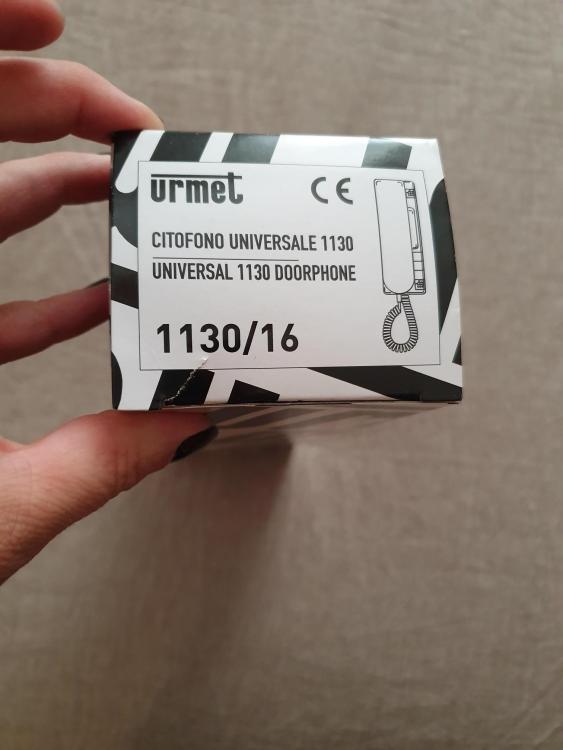 urmet
CE
CITOFONO UNIVERSALE 1130
UNIVERSAL 1130 DOORPHONE
1130/16